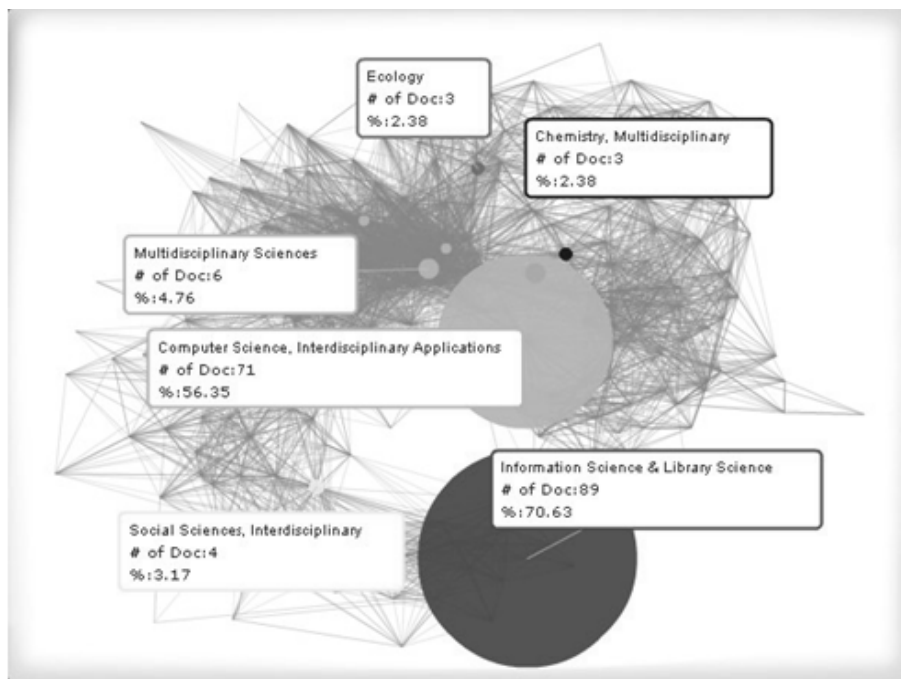 Ecology
# of Doc:3
%:2.38
Chemistry, Multidisciplinary
# of Doc:3
%:2.38
Multidisciplinary Sciences
# of Doc:6
%:4.76
Computer Science, Interdisciplinary Applications
# of Doc:71
%:56.35
Information Science & Library Science
# of Doc:89
%:70.63
Social Sciences, Interdisciplinary
# of Doc:4
%:3.17